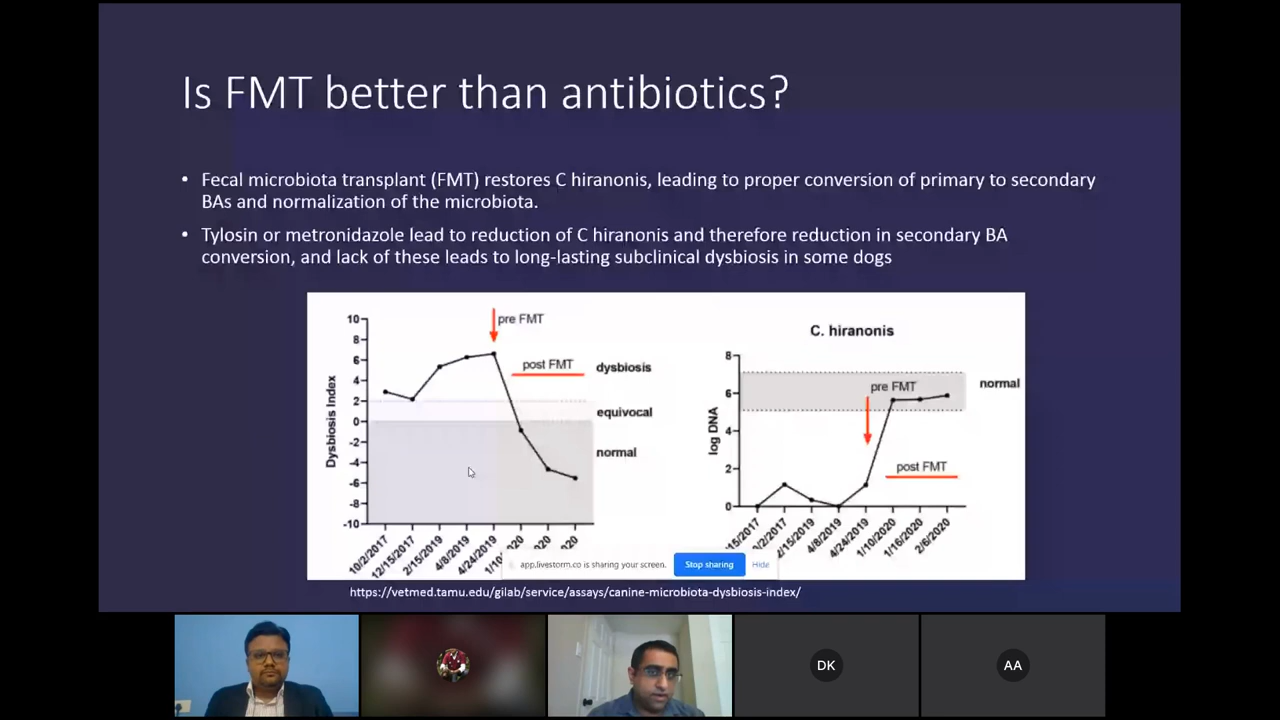 Is FMT better than antibiotics?
• Fecal microbiota transplant (FMT) restores C hiranonis, leading to proper conversion of primary to secondary
BAs and normalization of the microbiota.
• Tylosin or metronidazole lead to reduction of C hiranonis and therefore reduction in secondary BA
conversion, and lack of these leads to long-lasting subclinical dysbiosis in some dogs
Dysbiosis Index
10
8
6
4
2
0
-2
-4
-6
-8
-10
pre FMT
post FMT
dysbiosis
equivocal
normal
10/2/2017
12/15/2017
2/15/2019
4/8/2019
4/24/2019
C. hiranonis
log DNA
8
6
4
2
0
pre FMT
normal
post FMT
4/8/2019
4/24/2019
1/10/2020
1/16/2020
2/6/2020
app.livestorm.co is sharing your screen.
Stop sharing
Hide
https://vetmed.tamu.edu/gilab/service/assays/canine-microbiota-dysbiosis-index/
DK
AA